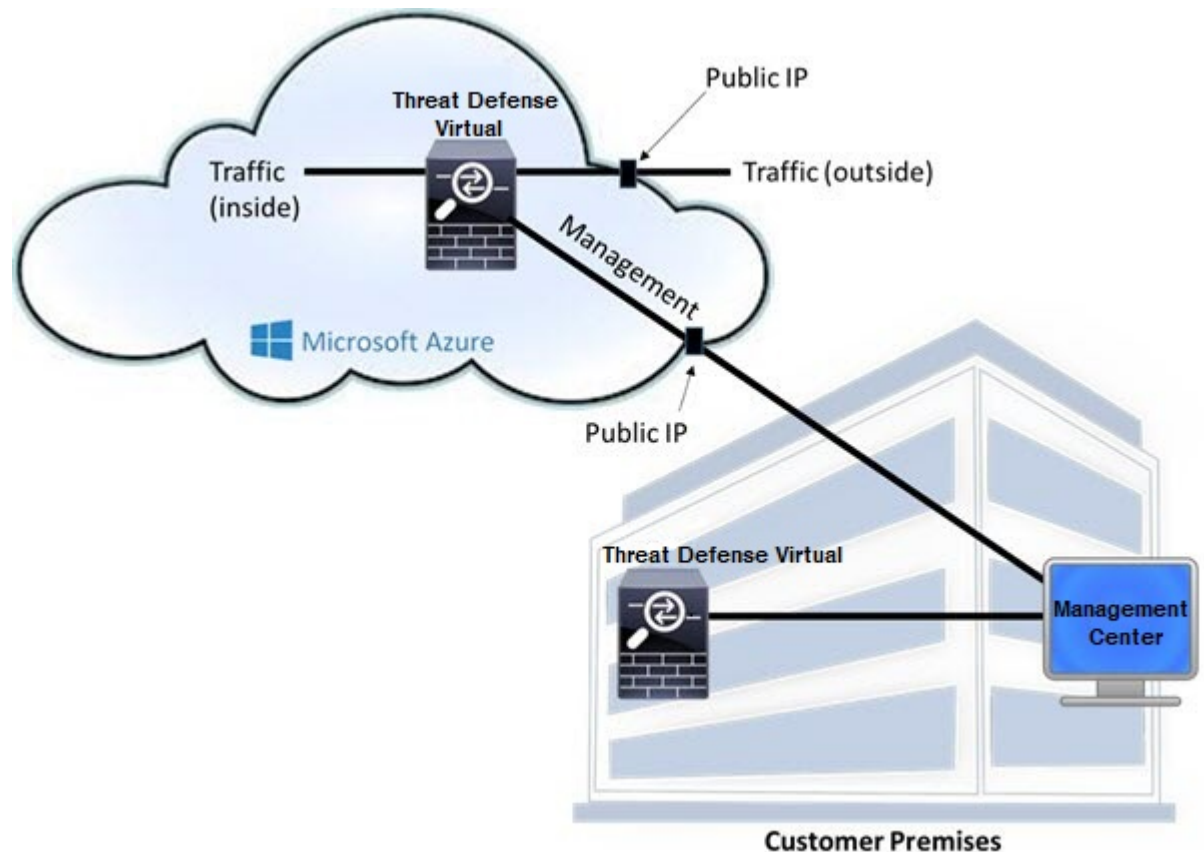 Public IP
Threat Defense
Virtual
Traffic
(inside)
Traffic (outside)
Management
Microsoft Azure
Public IP
Threat Defense Virtual
Management
Center
Customer Premises